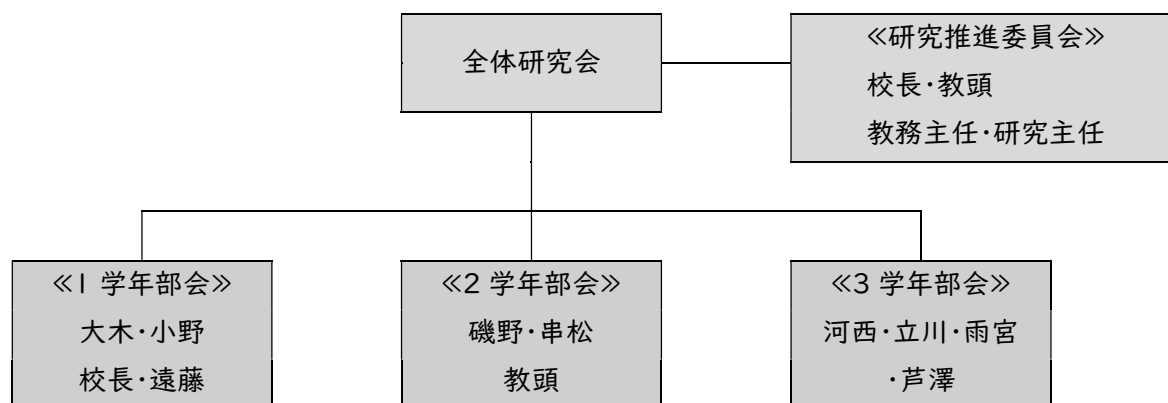 全体研究会
≪研究推進委員会≫
校長・教頭
教務主任・研究主任
≪1 学年部会≫
大木・小野
校長・遠藤
≪2 学年部会≫
磯野・串松
教頭
≪3 学年部会≫
河西・立川・雨宮
・芦澤